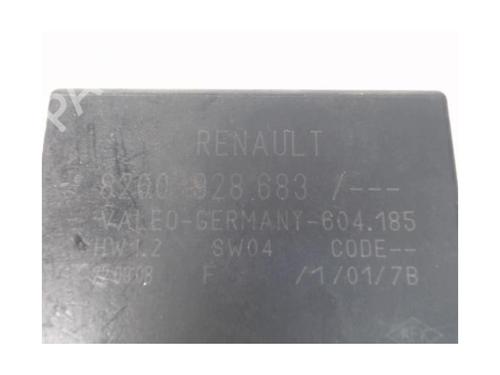 RENAULT
8200 928 683 /---
VALEO-GERMANY-604.185
HW1.2 SW04 CODE--
F /1/01/7B